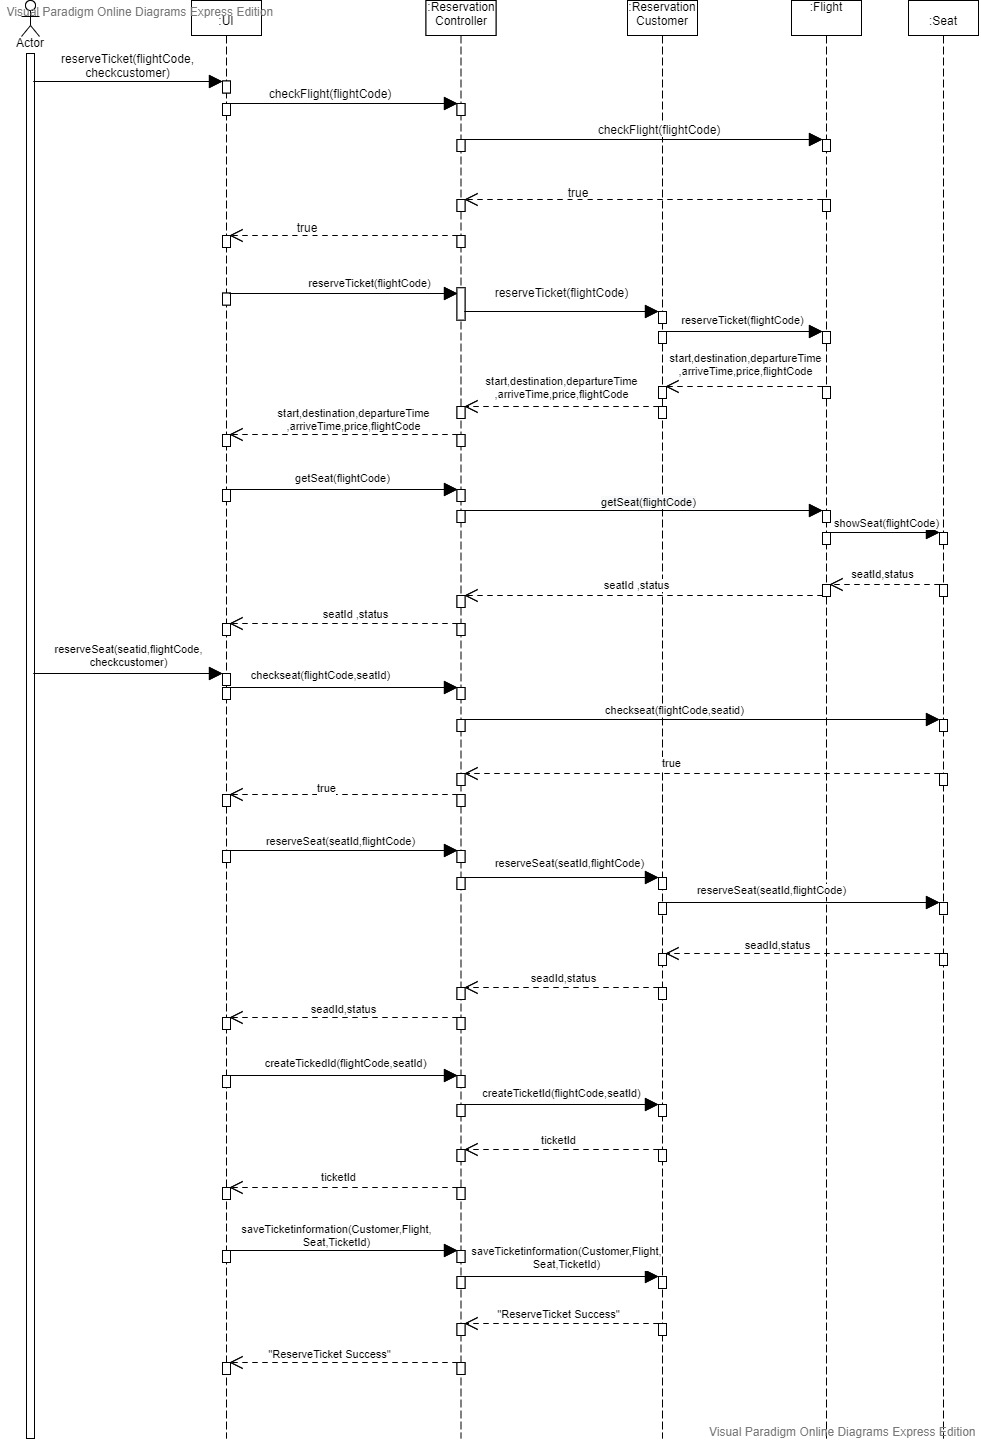 Visual Paradigm Online Diagrams Express Edition
Actor
:UI
:Reservation
Controller
:Reservation
Customer
:Flight
:Seat
reserveTicket(flightCode,
checkcustomer)
checkFlight(flightCode)
checkFlight(flightCode)
true
true
reserveTicket(flightCode)
reserveTicket(flightCode)
reserveTicket(flightCode)
start,destination,departureTime
,arriveTime,price,flightCode
start,destination,departureTime
,arriveTime,price,flightCode
start,destination,departureTime
,arriveTime,price,flightCode
getSeat(flightCode)
getSeat(flightCode)
showSeat(flightCode)
seatId,status
seatId ,status
seatId ,status
reserveSeat(seatid,flightCode,
checkcustomer)
checkseat(flightCode,seatId)
checkseat(flightCode,seatid)
true
true
reserveSeat(seatId,flightCode)
reserveSeat(seatId,flightCode)
reserveSeat(seatId,flightCode)
seadId,status
seadId,status
seadId,status
createTickedId(flightCode,seatId)
createTicketId(flightCode,seatId)
ticketId
ticketId
saveTicketinformation(Customer,Flight,
Seat,TicketId)
saveTicketinformation(Customer,Flight,
Seat,TicketId)
"ReserveTicket Success"
"ReserveTicket Success"
Visual Paradigm Online Diagrams Express Edition